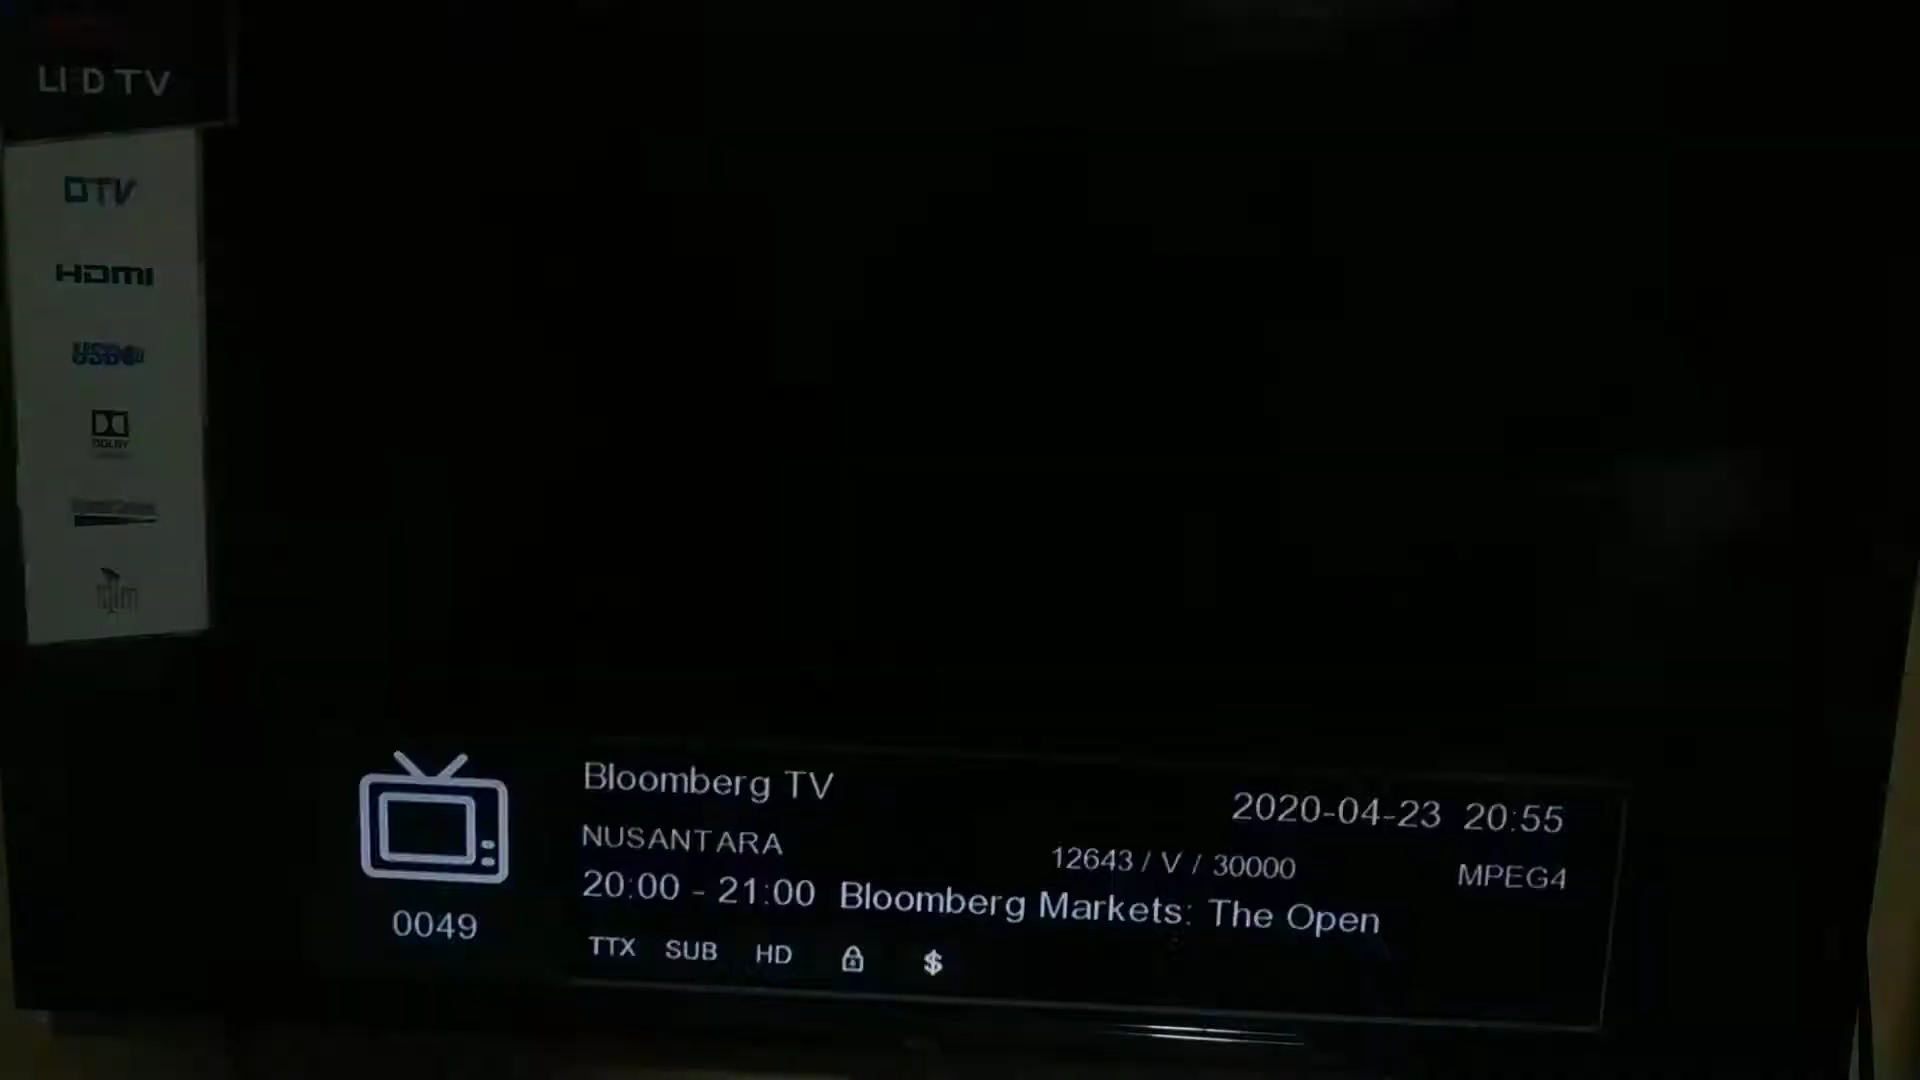 LED TV
DTV
HDMI
USB
DOLBY
Bloomberg TV
2020-04-23 20:55
NUSANTARA
12643 / V / 30000
MPEG4
20:00 - 21:00 Bloomberg Markets: The Open
0049
TTX SUB HD $